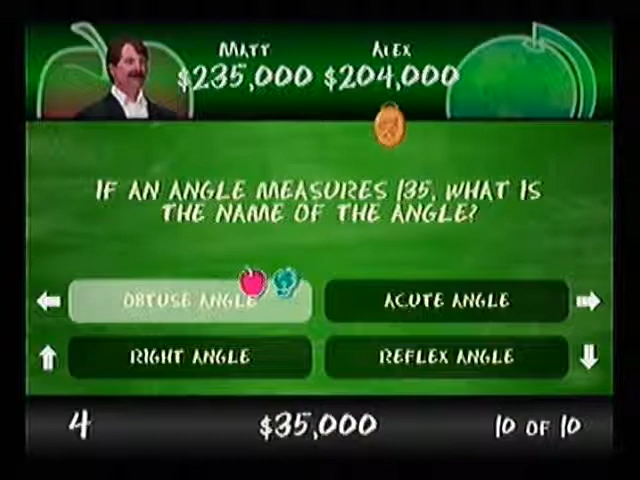 MATT ALEX
$235,000 $204,000
IF AN ANGLE MEASURES 135, WHAT IS
THE NAME OF THE ANGLE?
OBTUSE ANGLE
ACUTE ANGLE
RIGHT ANGLE
REFLEX ANGLE
4 $35,000 10 OF 10